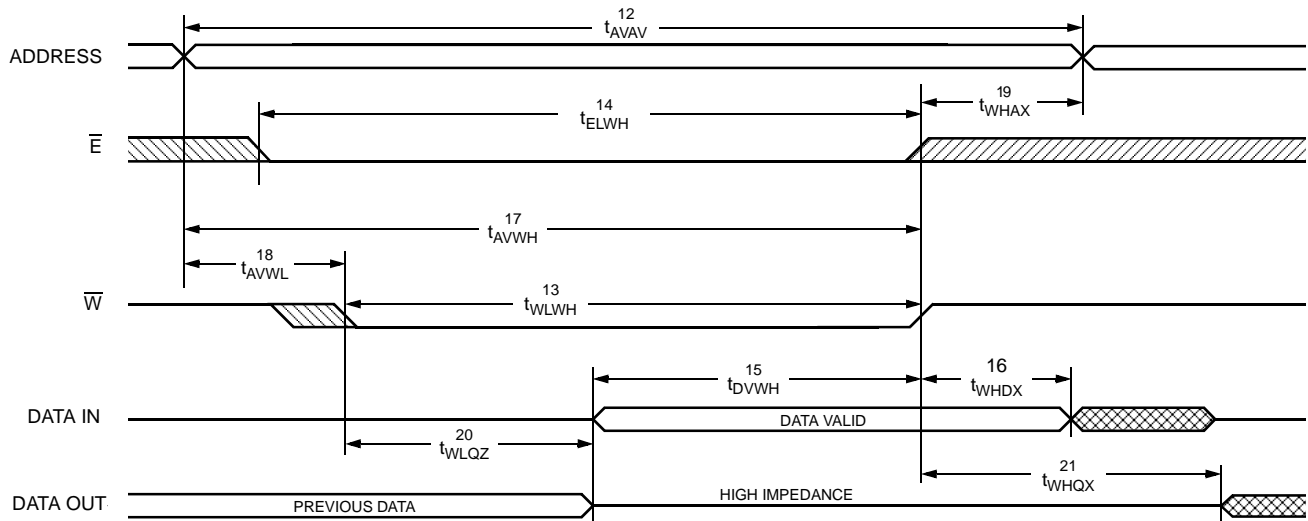 12
tAVAV
ADDRESS
19
tWHAX
14
tELWH
E
17
tAVWH
18
tAVWL
W
13
tWLWH
15
tDVWH
16
tWHDX
DATA IN
DATA VALID
20
tWLQZ
21
tWHQX
DATA OUT
PREVIOUS DATA
HIGH IMPEDANCE